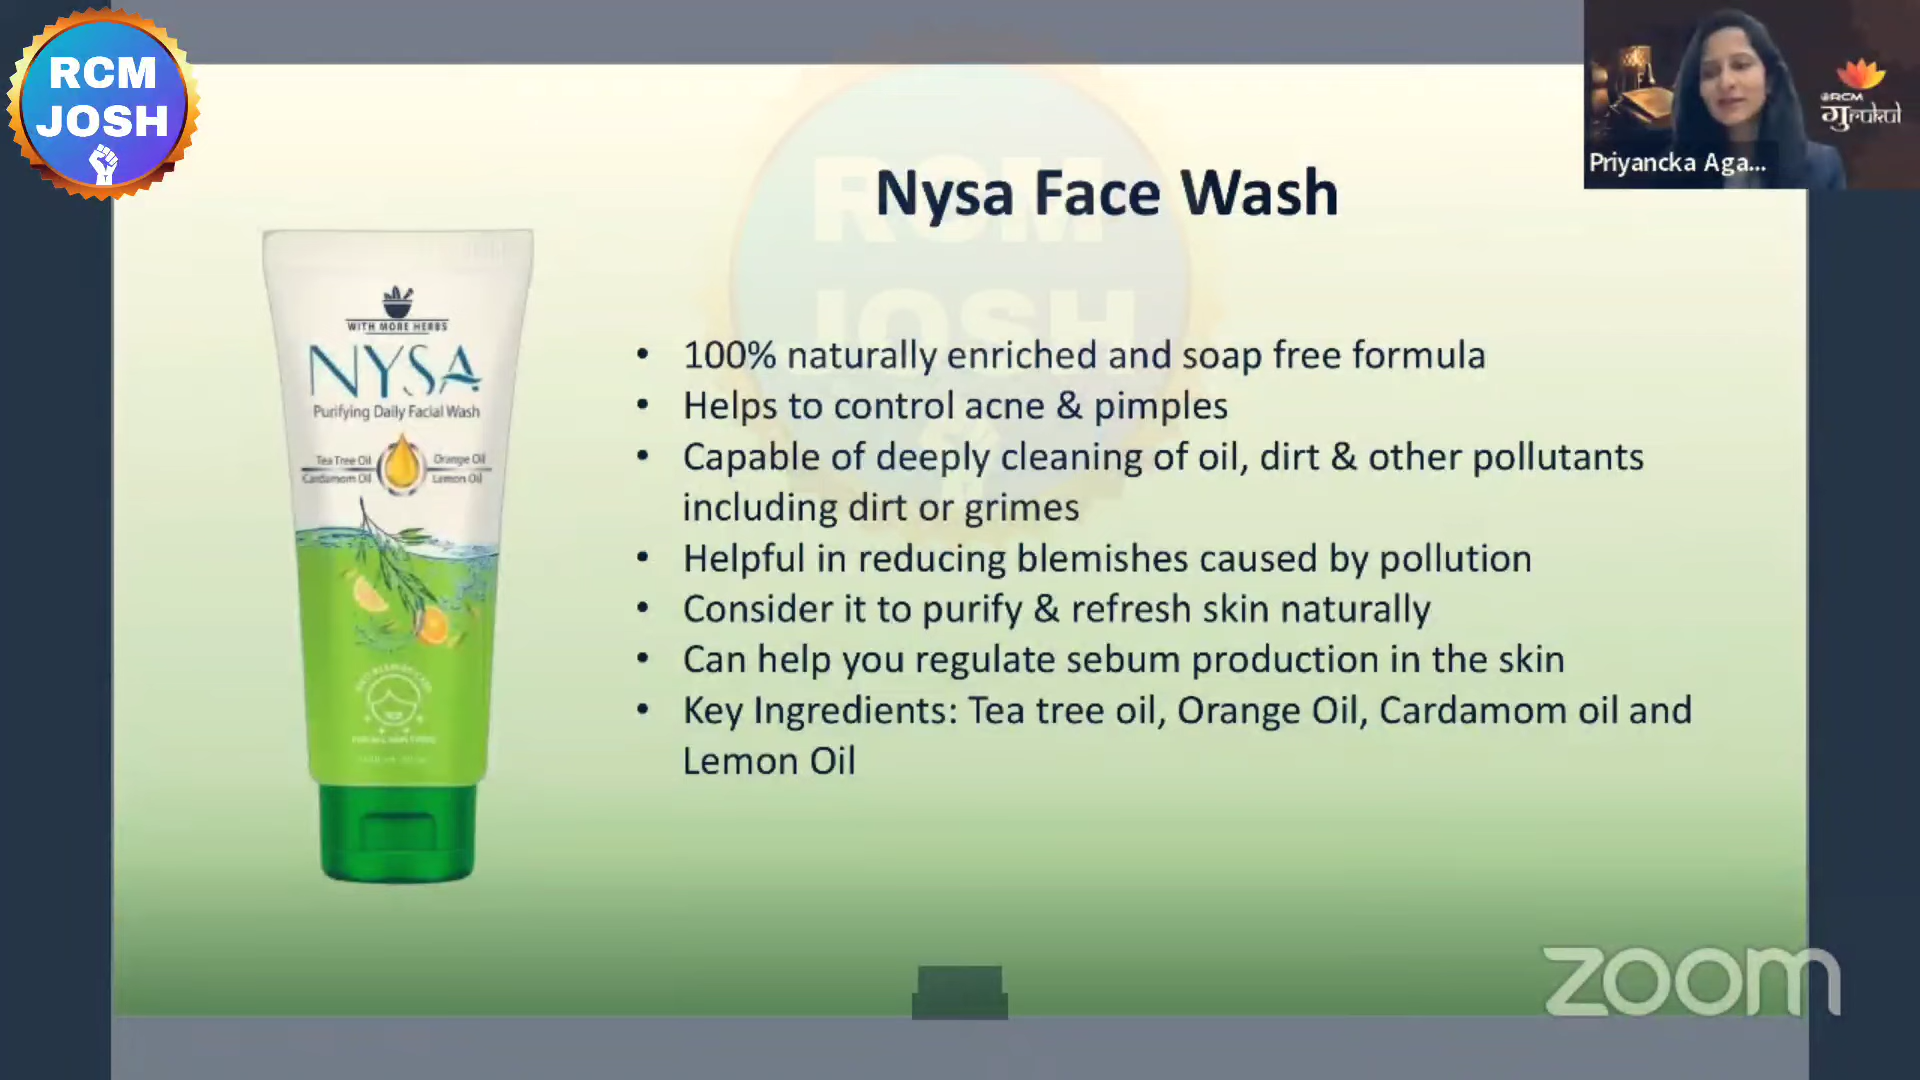 RCM
JOSH
Priyancka Aga...
RCM
गुrukul
Nysa Face Wash
WITH MORE HERBS
NYSA
Purifying Daily Facial Wash
Tea Tree Oil
Orange Oil
Cardamom Oil
Lemon Oil
RCM
JOSH
• 100% naturally enriched and soap free formula
• Helps to control acne & pimples
• Capable of deeply cleaning of oil, dirt & other pollutants
including dirt or grimes
• Helpful in reducing blemishes caused by pollution
• Consider it to purify & refresh skin naturally
• Can help you regulate sebum production in the skin
• Key Ingredients: Tea tree oil, Orange Oil, Cardamom oil and
Lemon Oil
zoom